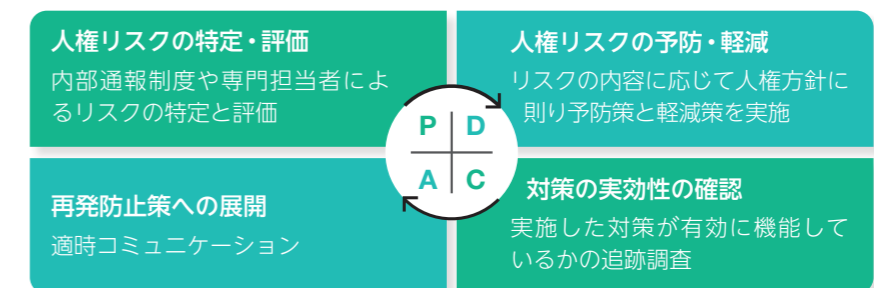 人権リスクの特定・評価
内部通報制度や専門担当者によ
るリスクの特定と評価
人権リスクの予防・軽減
リスクの内容に応じて人権方針に
則り予防策と軽減策を実施
P D
A C
再発防止策への展開
適時コミュニケーション
対策の実効性の確認
実施した対策が有効に機能して
いるかの追跡調査